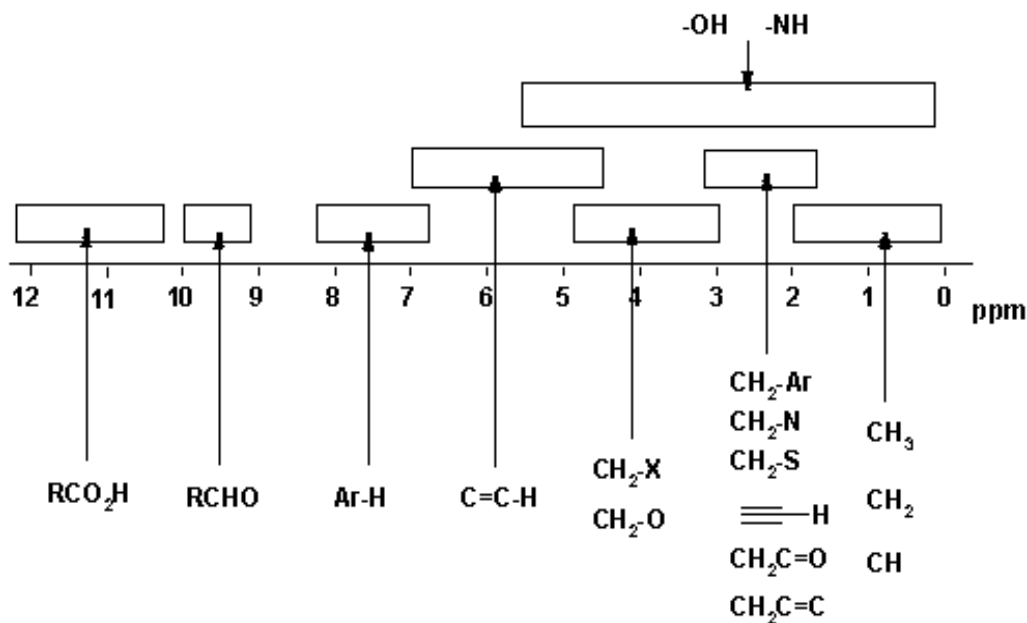 -OH -NH
12 11 10 9 8 7 6 5 4 3 2 1 0 ppm
RCO₂H RCHO Ar-H C=C-H
CH₂-X
CH₂-O
CH₂-Ar
CH₂-N
CH₂-S
≡—H
CH₂C=O
CH₂C=C
CH₃
CH₂
CH